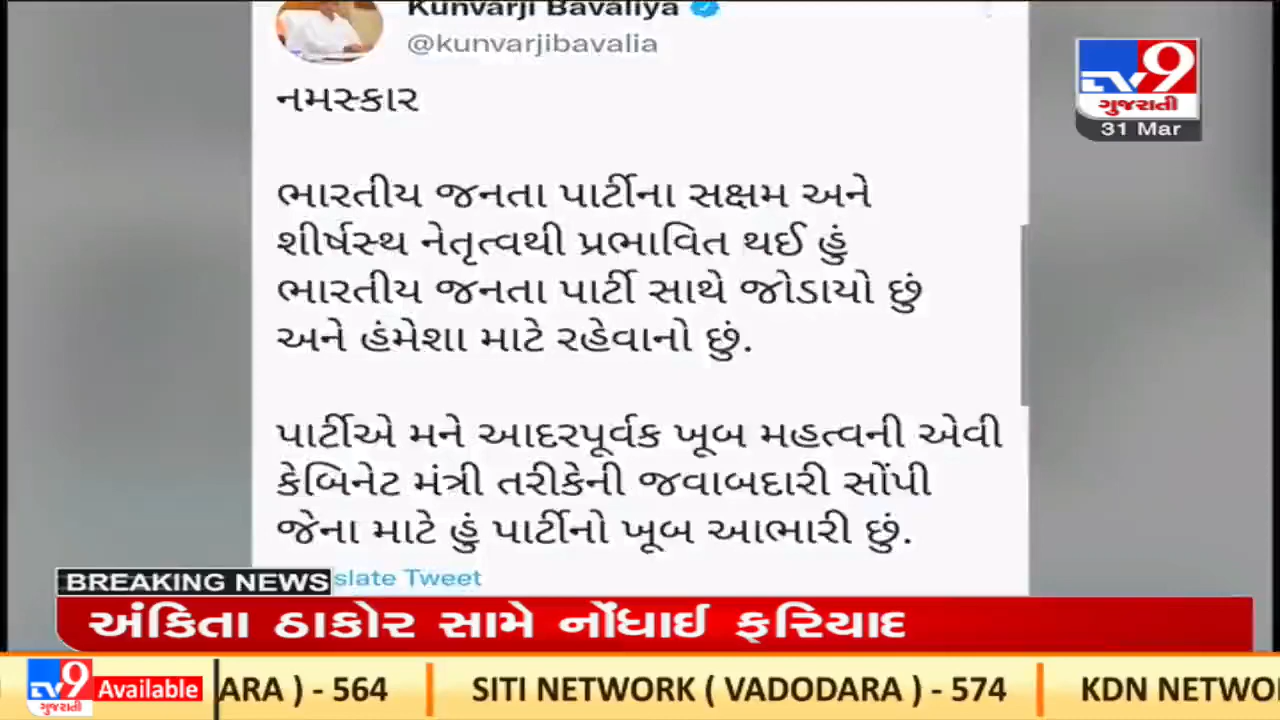 Kunvarji Bavaliya
@kunvarjibavalia
નમસ્કાર
ભારતીય જનતા પાર્ટીના સક્ષમ અને
શીર્ષસ્થ નેતૃત્વથી પ્રભાવિત થઈ હું
ભારતીય જનતા પાર્ટી સાથે જોડાયો છું
અને હંમેશા માટે રહેવાનો છું.
પાર્ટીએ મને આદરપૂર્વક ખૂબ મહત્વની એવી
કેબિનેટ મંત્રી તરીકેની જવાબદારી સોંપી
જેના માટે હું પાર્ટીનો ખૂબ આભારી છું.
slate Tweet
TV9
ગુજરાતી
31 Mar
BREAKING NEWS
અંકિતા ઠાકોર સામે નોંધાઈ ફરિયાદ
TV9
ગુજરાતી
Available
ARA ) - 564 SITI NETWORK ( VADODARA ) - 574 KDN NETWO